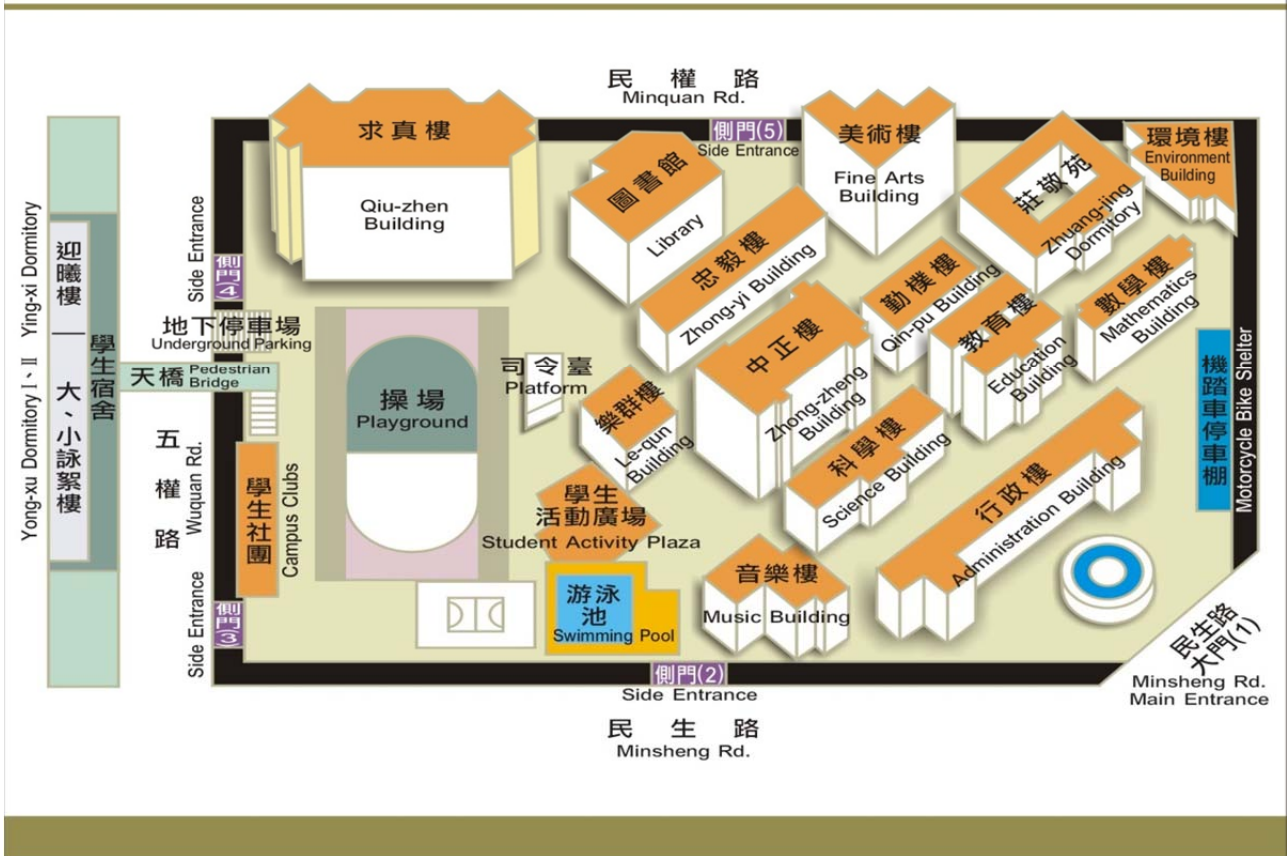 民權路
Minquan Rd.
側門(5)
Side Entrance
求真樓
Qiu-zhen
Building
圖書館
Library
美術樓
Fine Arts
Building
莊敬苑
Zhuang-jing
Dormitory
環境樓
Environment
Building
忠毅樓
Zhong-yi Building
勤樸樓
Qin-pu Building
數學樓
Mathematics
Building
Ying-xi Dormitory
Yong-xu Dormitory I、II
迎曦樓
大、小詠絮樓
學生宿舍
Side Entrance
側門(4)
地下停車場
Underground Parking
天橋
Pedestrian
Bridge
五權路
Wuquan Rd.
操場
Playground
司令臺
Platform
中正樓
Zhong-zheng
Building
教育樓
Education
Building
機踏車停車棚
Motorcycle Bike Shelter
樂群樓
Le-qun
Building
科學樓
Science Building
行政樓
Administration Building
學生社團
Campus Clubs
學生
活動廣場
Student Activity Plaza
游泳
池
Swimming Pool
音樂樓
Music Building
Side Entrance
側門(3)
側門(2)
Side Entrance
民生路
大門(1)
Minsheng Rd.
Main Entrance
民生路
Minsheng Rd.